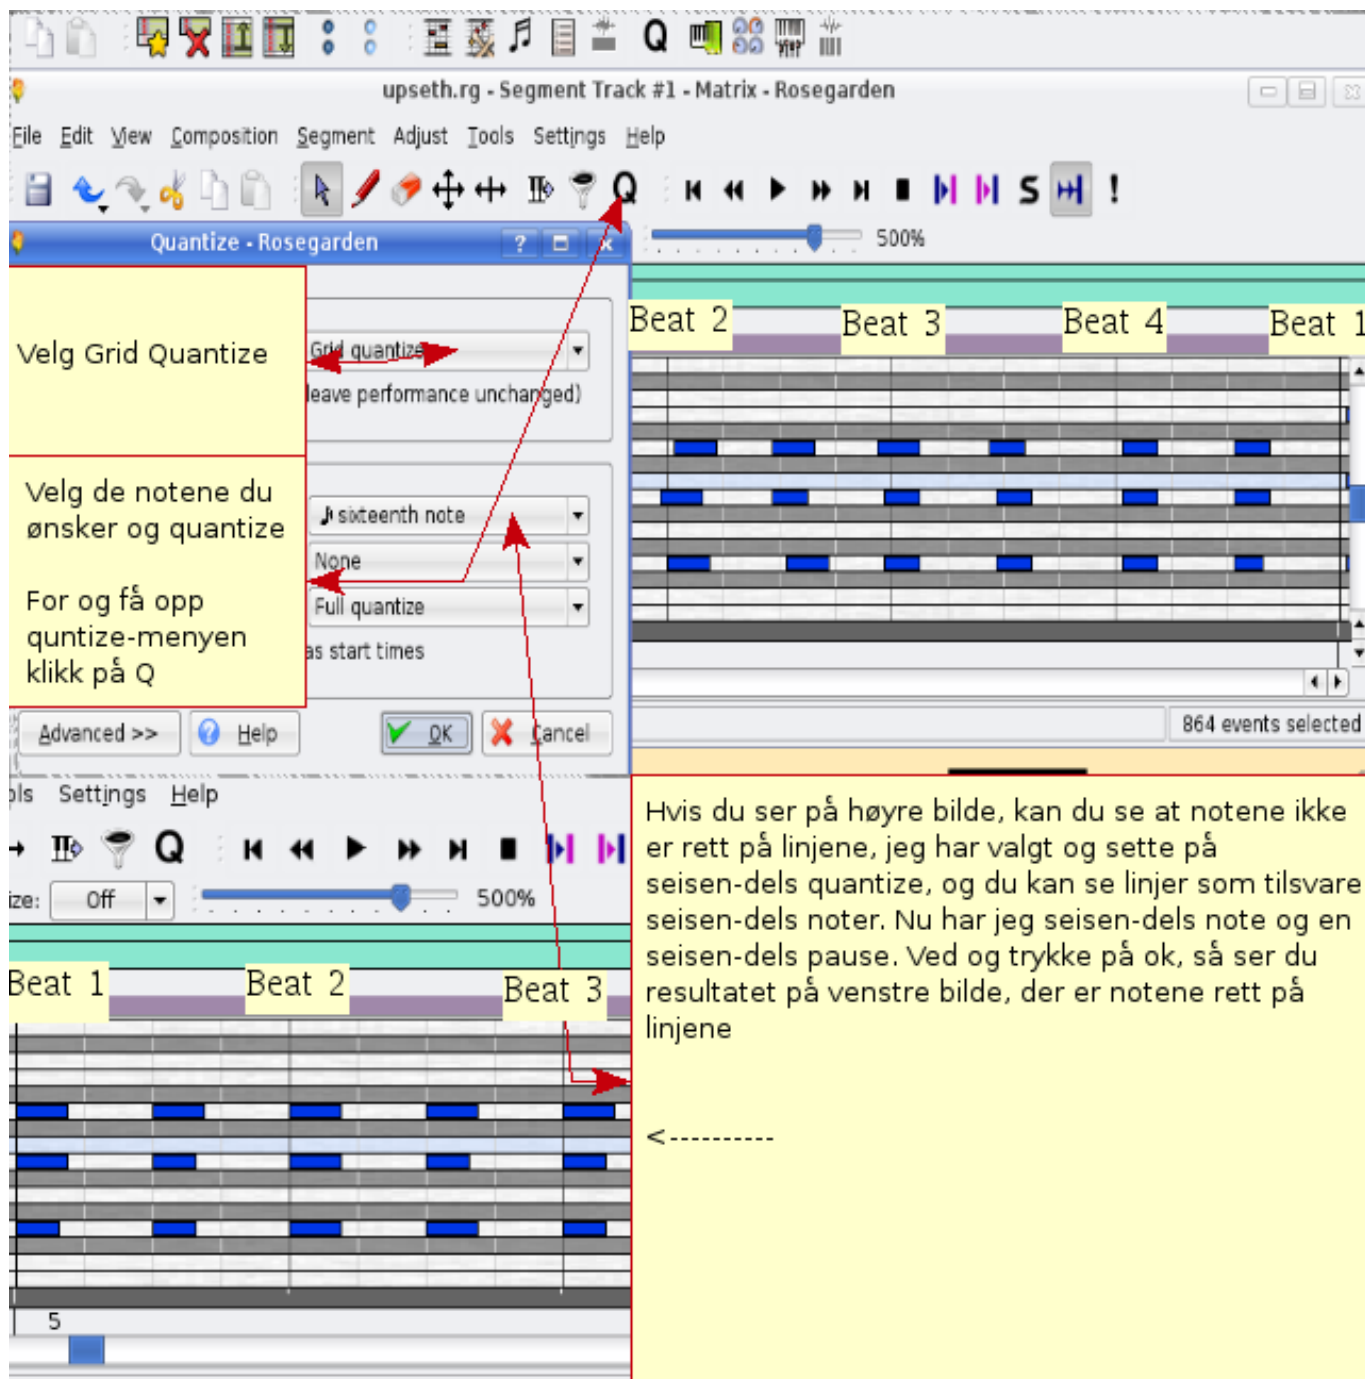 upseth.rg - Segment Track #1 - Matrix - Rosegarden
File Edit View Composition Segment Adjust Tools Settings Help
Q
S
!
Quantize - Rosegarden
500%
Velg Grid Quantize
Grid quantize
leave performance unchanged)
Beat 2 Beat 3 Beat 4 Beat 1
Velg de notene du
ønsker og quantize
For og få opp
quntize-menyen
klikk på Q
sixteenth note
None
Full quantize
as start times
Advanced >> Help OK Cancel
864 events selected
ols Settings Help
Q
ze: Off 500%
Beat 1 Beat 2 Beat 3
5
Hvis du ser på høyre bilde, kan du se at notene ikke
er rett på linjene, jeg har valgt og sette på
seisen-dels quantize, og du kan se linjer som tilsvare
seisen-dels noter. Nu har jeg seisen-dels note og en
seisen-dels pause. Ved og trykke på ok, så ser du
resultatet på venstre bilde, der er notene rett på
linjene
<----------